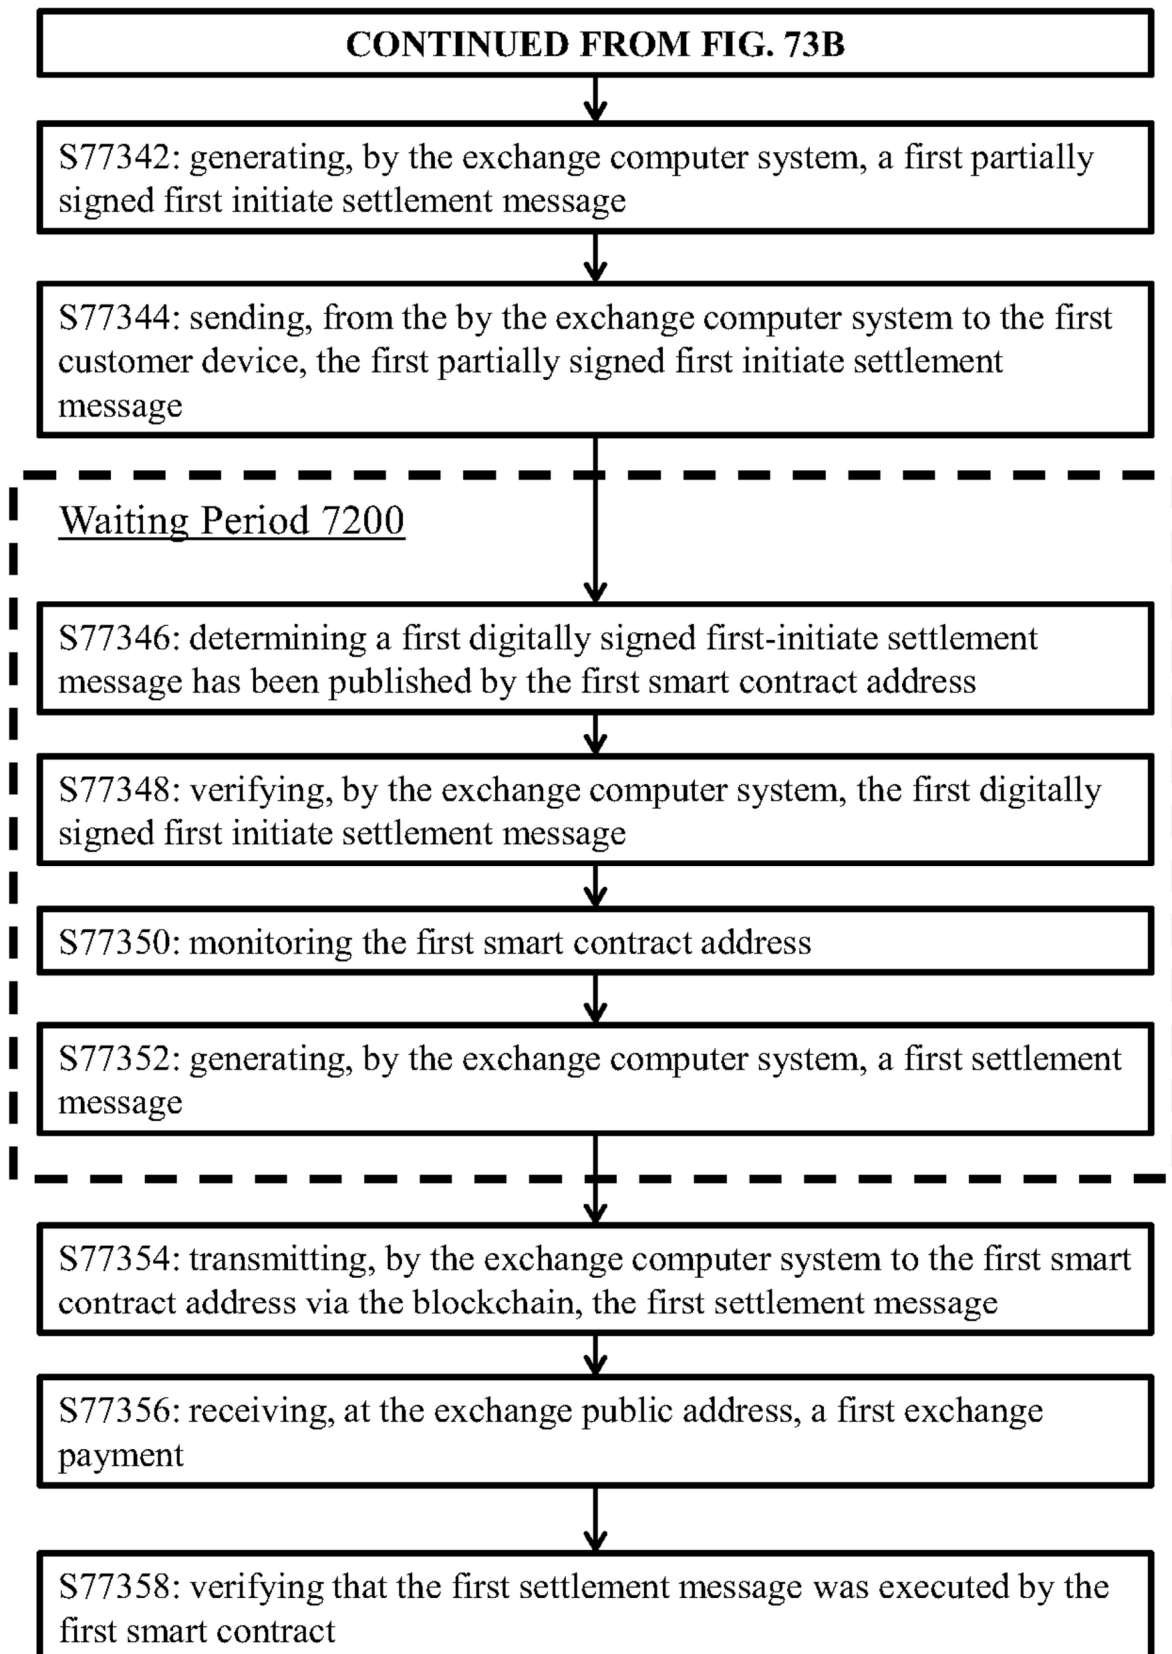 CONTINUED FROM FIG. 73B
S77342: generating, by the exchange computer system, a first partially
signed first initiate settlement message
S77344: sending, from the by the exchange computer system to the first
customer device, the first partially signed first initiate settlement
message
Waiting Period 7200
S77346: determining a first digitally signed first-initiate settlement
message has been published by the first smart contract address
S77348: verifying, by the exchange computer system, the first digitally
signed first initiate settlement message
S77350: monitoring the first smart contract address
S77352: generating, by the exchange computer system, a first settlement
message
S77354: transmitting, by the exchange computer system to the first smart
contract address via the blockchain, the first settlement message
S77356: receiving, at the exchange public address, a first exchange
payment
S77358: verifying that the first settlement message was executed by the
first smart contract